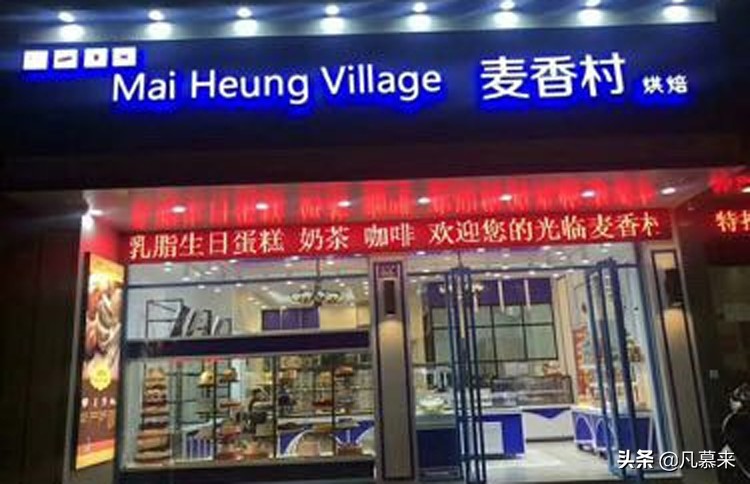 Mai Heung Village 麦香村 烘焙
乳脂生日蛋糕 奶茶 咖啡 欢迎您的光临麦香村
头条 @凡慕来